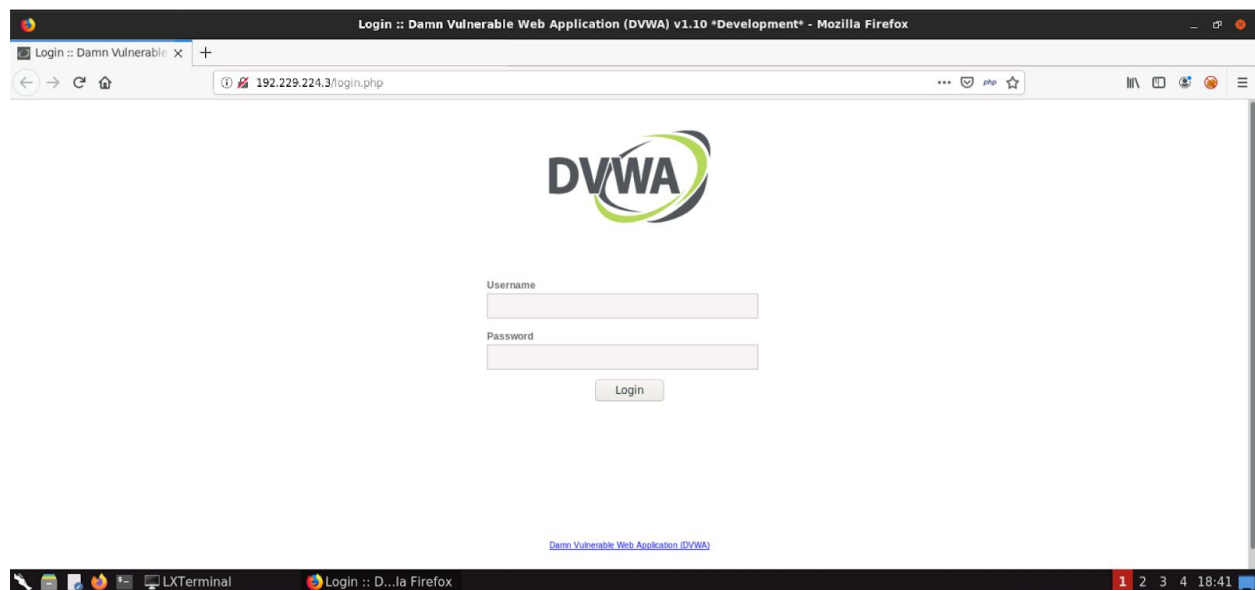 Login :: Damn Vulnerable Web Application (DVWA) v1.10 *Development* - Mozilla Firefox
Login :: Damn Vulnerable
192.229.224.3/login.php
php
DVWA
Username
Password
Login
Damn Vulnerable Web Application (DVWA)
LXTerminal
Login :: D...la Firefox
1 2 3 4 18:41